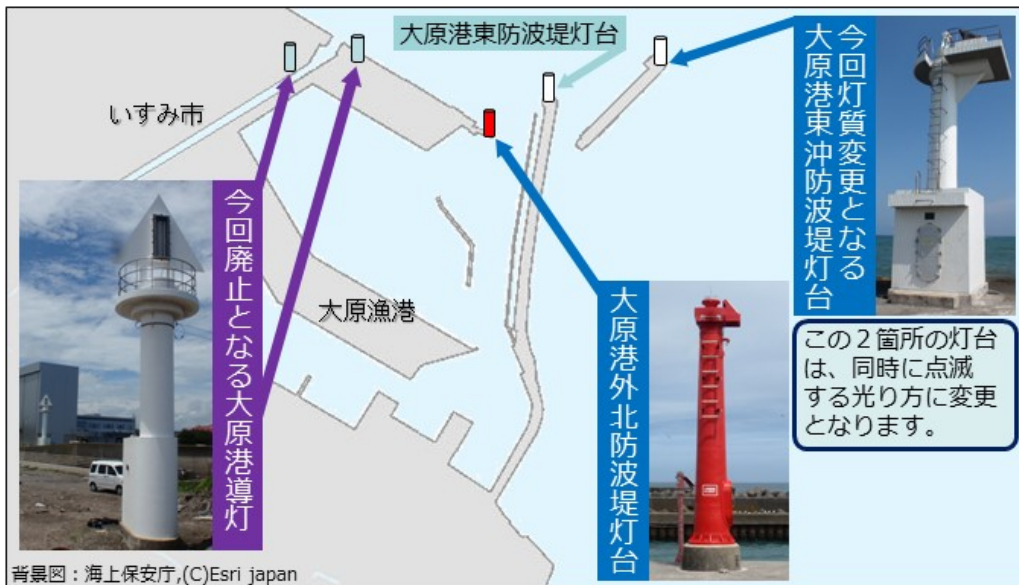 大原港東防波堤灯台
今回灯質変更となる
大原港東沖防波堤灯台
いすみ市
今回廃止となる大原港導灯
大原漁港
大原港外北防波堤灯台
この２箇所の灯台
は、同時に点滅
する光り方に変更
となります。
背景図：海上保安庁,(C)Esri japan